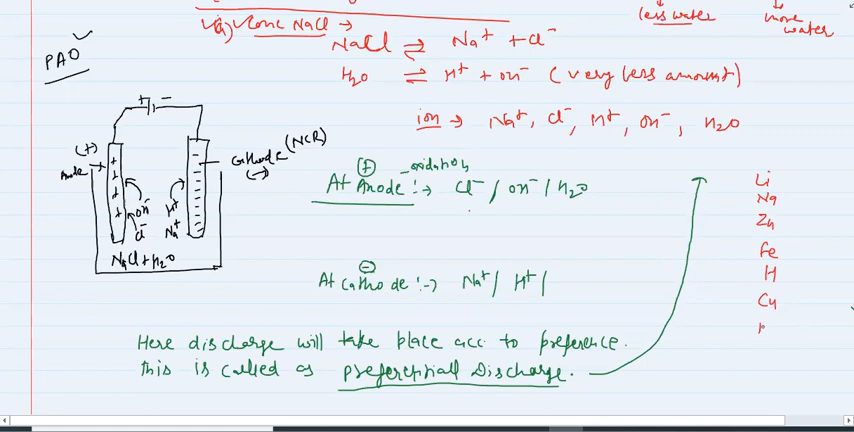 Conc NaCl →
less water
more water
NaCl ⇌ Na⁺ + Cl⁻
H₂O ⇌ H⁺ + OH⁻ (very less amount)
ion → Na⁺, Cl⁻, H⁺, OH⁻, H₂O
PAO
+ −
(+)
Anode
Cathode (NCR)
(−)
OH⁻
Cl⁻
H⁺
Na⁺
NaCl + H₂O
(+) oxidation
At Anode :→ Cl⁻ / OH⁻ / H₂O
(−)
At Cathode :→ Na⁺ / H⁺ /
Here discharge will take place acc to preference.
this is called as preferential Discharge.
Li
Na
Zn
Fe
H
Cu